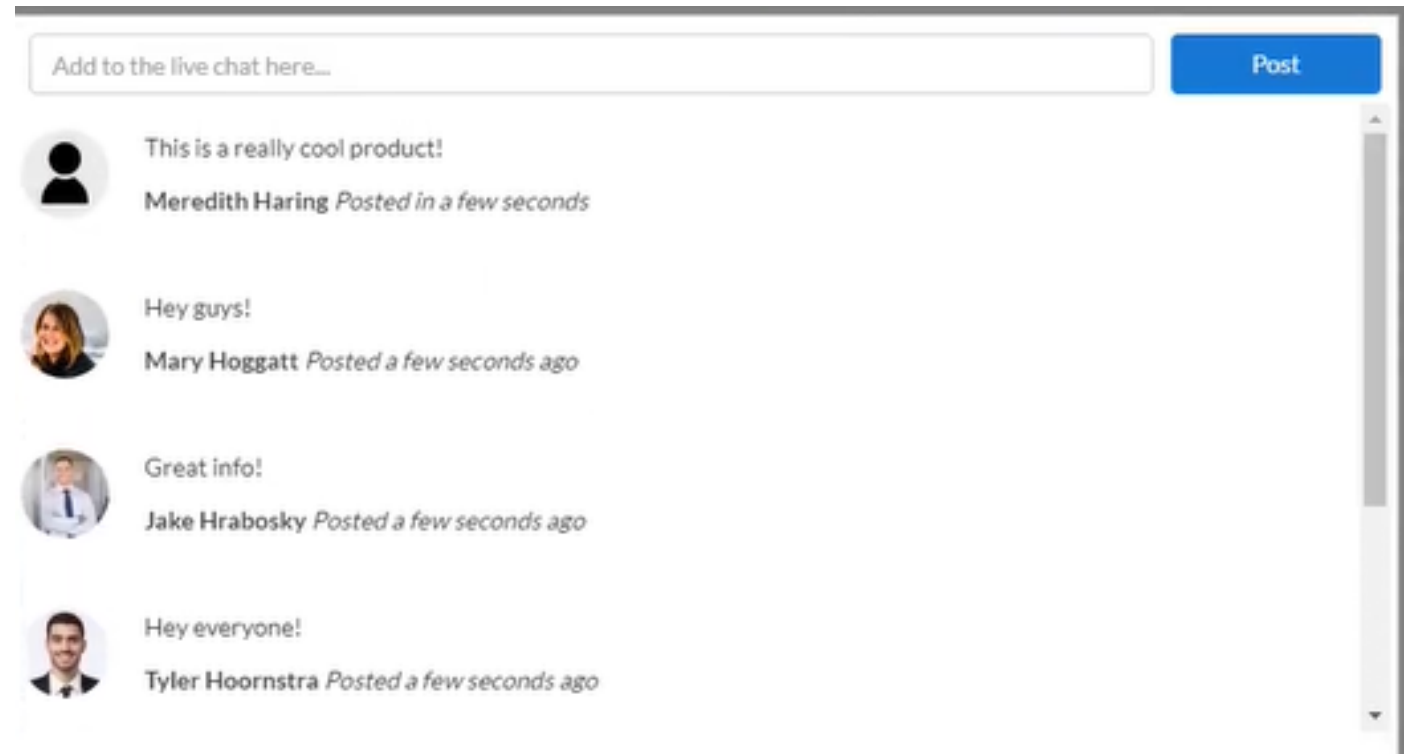 Add to the live chat here...
Post
This is a really cool product!
Meredith Haring Posted in a few seconds
Hey guys!
Mary Hoggatt Posted a few seconds ago
Great info!
Jake Hrabosky Posted a few seconds ago
Hey everyone!
Tyler Hoornstra Posted a few seconds ago